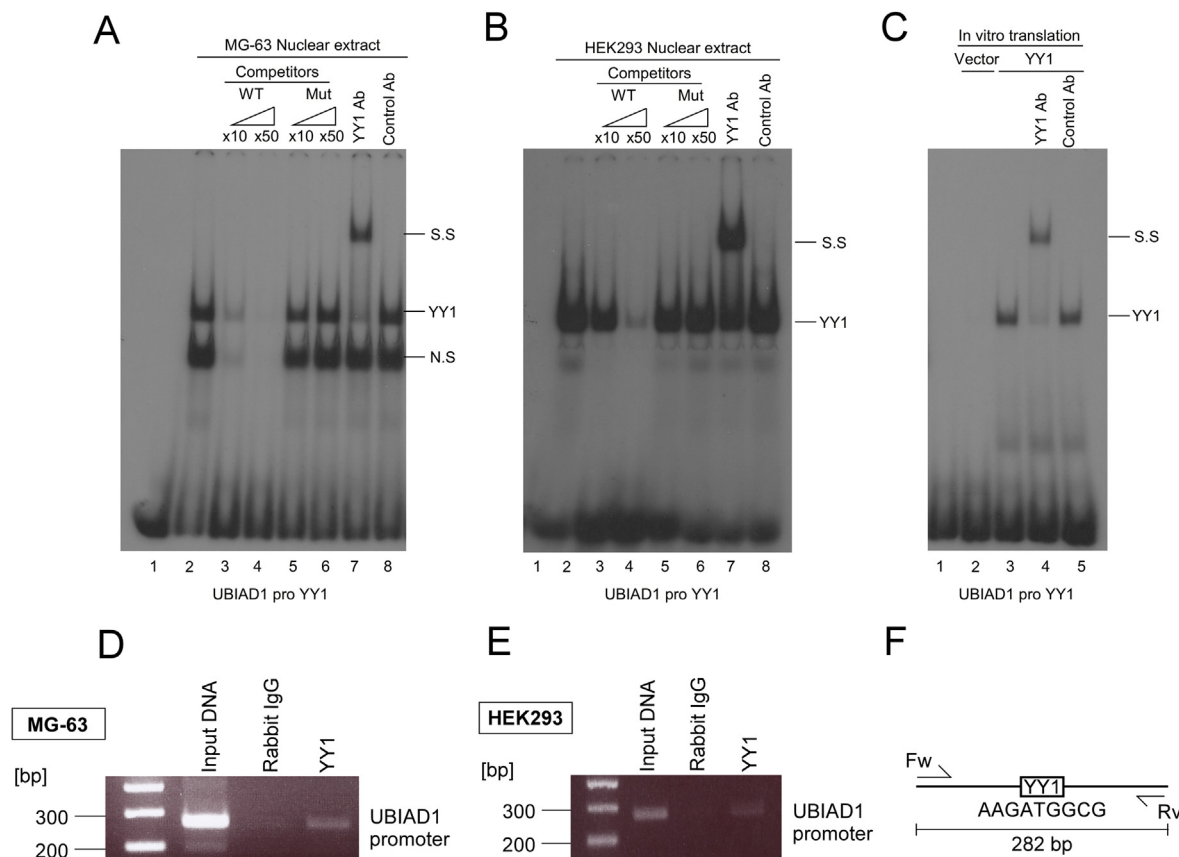 A
MG-63 Nuclear extract
Competitors
WT
Mut
x10 x50
x10 x50
YY1 Ab
Control Ab
S.S
YY1
N.S
1 2 3 4 5 6 7 8
UBIAD1 pro YY1
B
HEK293 Nuclear extract
Competitors
WT
Mut
x10 x50
x10 x50
YY1 Ab
Control Ab
S.S
YY1
1 2 3 4 5 6 7 8
UBIAD1 pro YY1
C
In vitro translation
Vector
YY1
YY1 Ab
Control Ab
S.S
YY1
1 2 3 4 5
UBIAD1 pro YY1
D
MG-63
Input DNA
Rabbit IgG
YY1
[bp]
300
200
UBIAD1
promoter
E
HEK293
Input DNA
Rabbit IgG
YY1
[bp]
300
200
UBIAD1
promoter
F
Fw
YY1
AAGATGGCG
Rv
282 bp